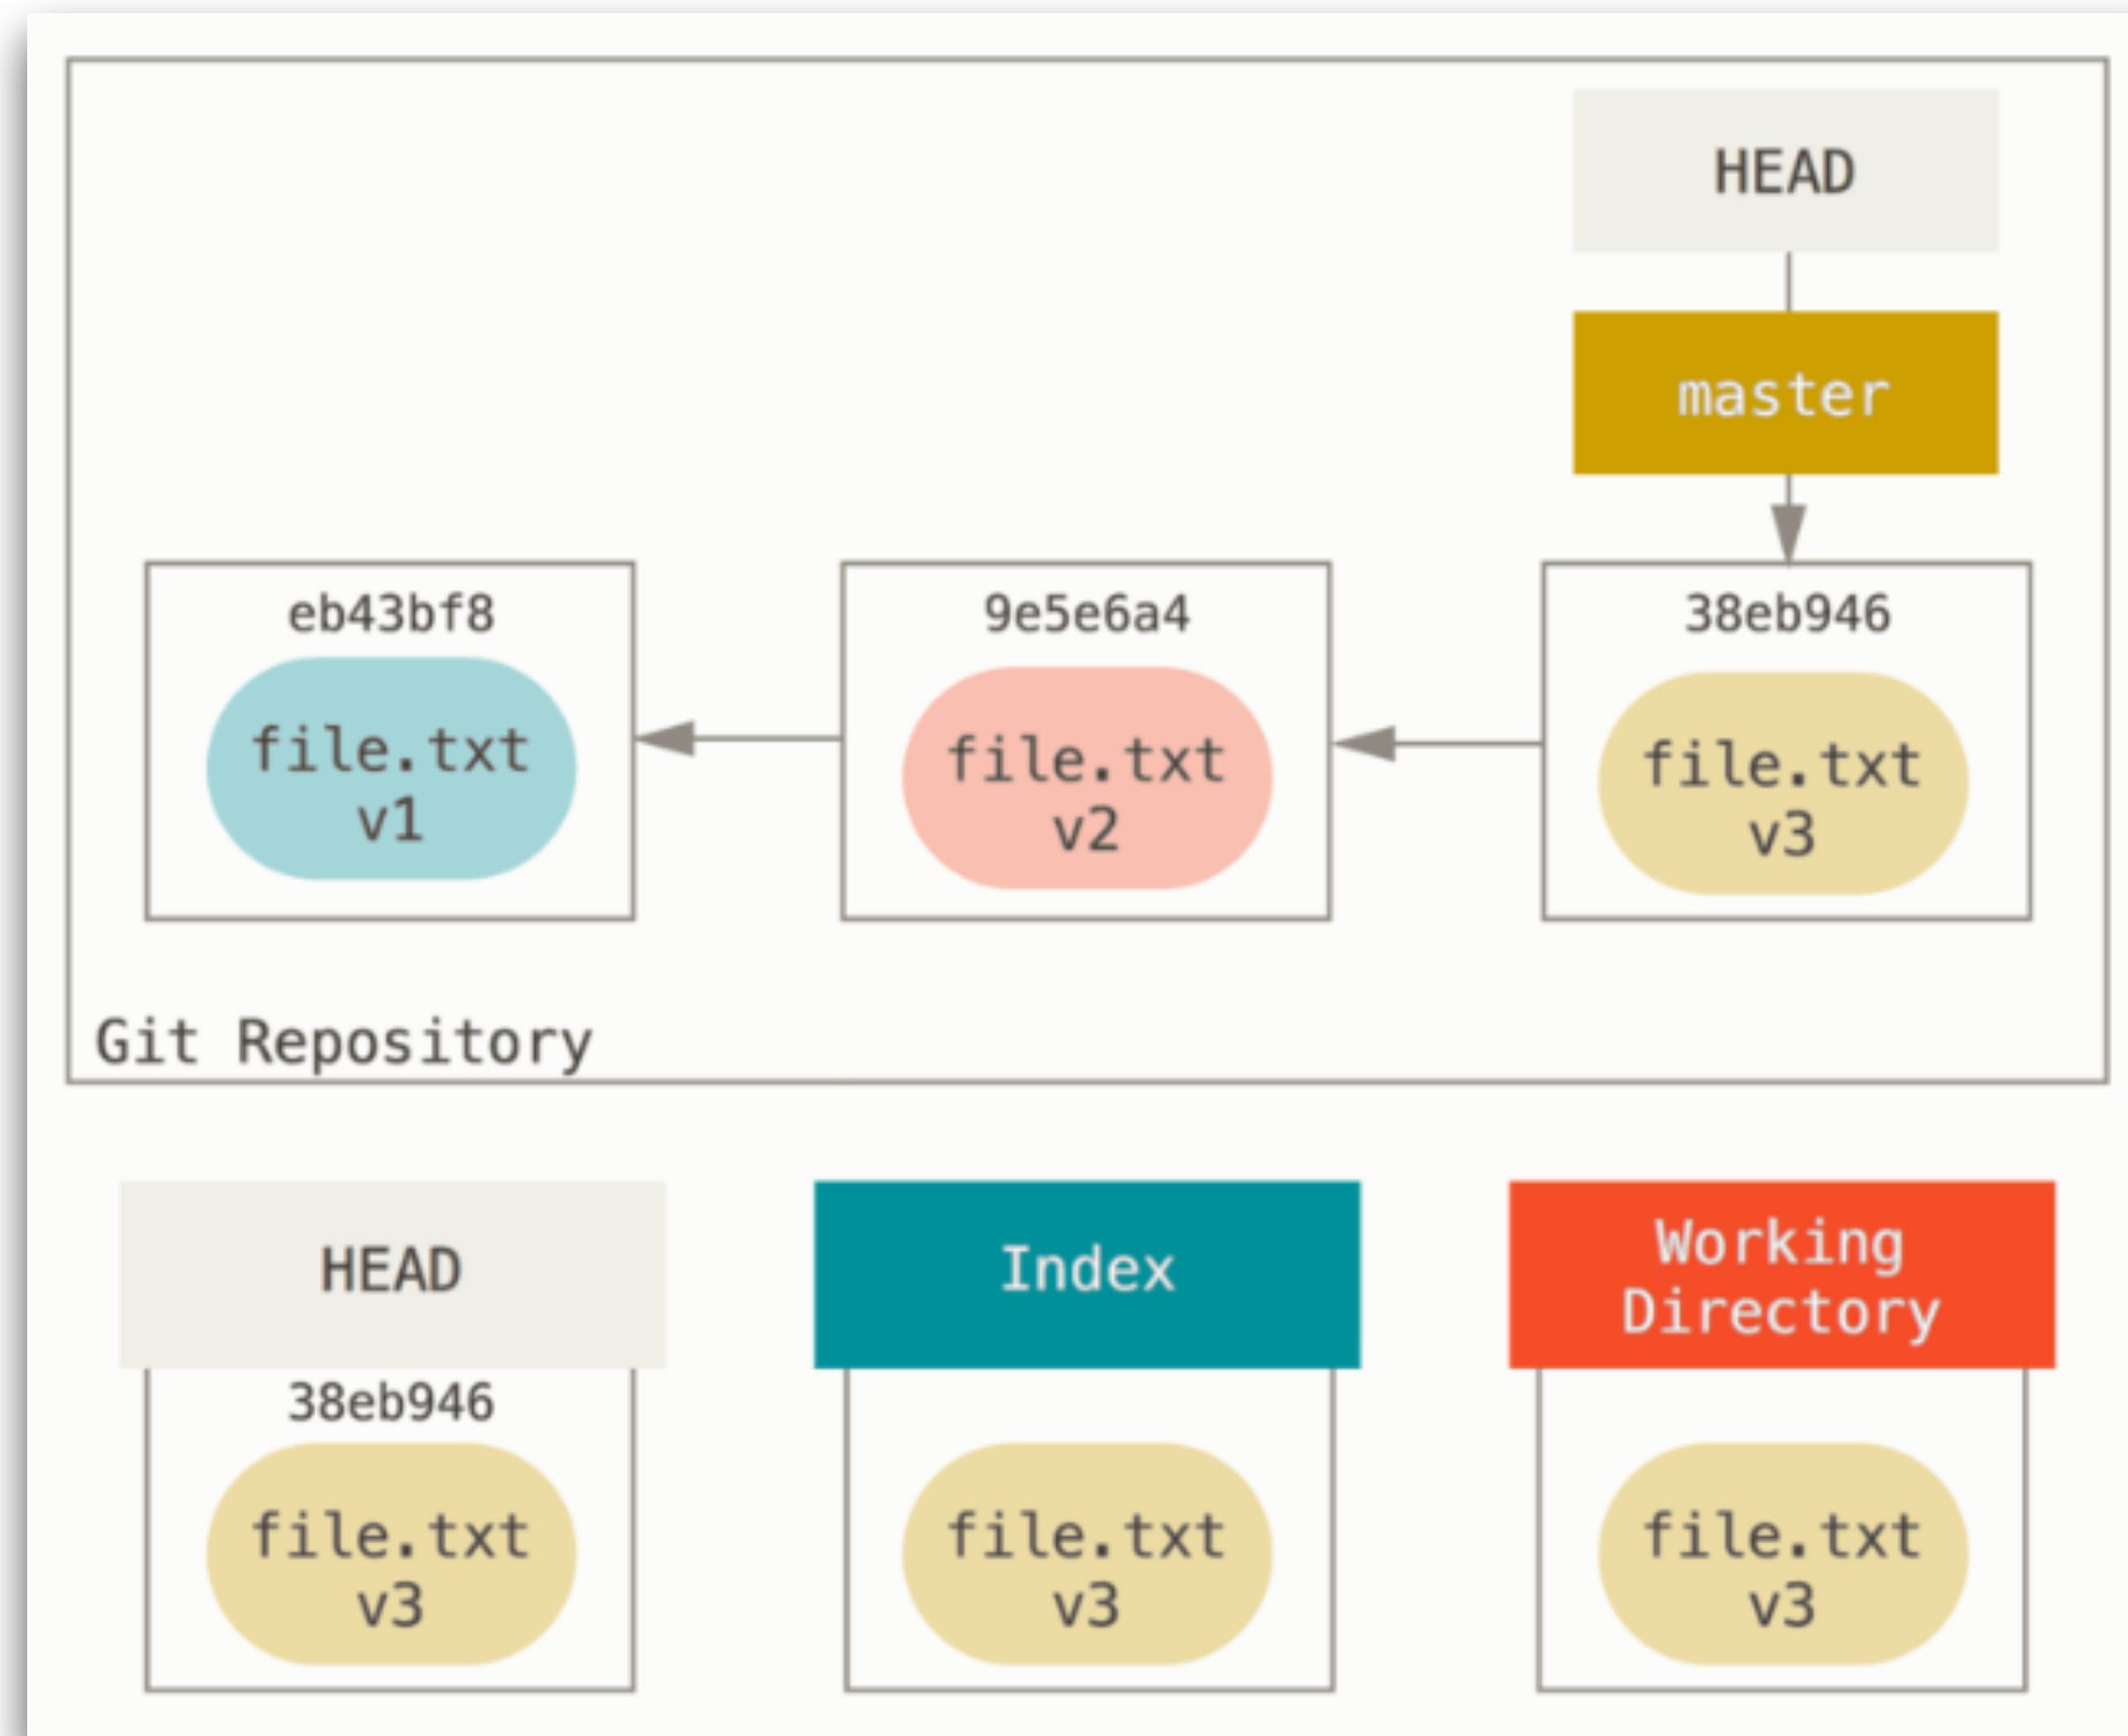 HEAD
master
eb43bf8
file.txt
v1
9e5e6a4
file.txt
v2
38eb946
file.txt
v3
Git Repository
HEAD
38eb946
file.txt
v3
Index
file.txt
v3
Working
Directory
file.txt
v3